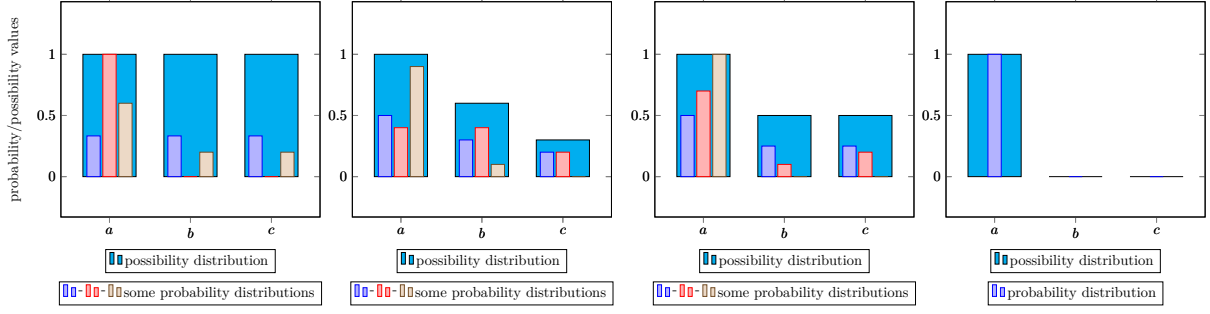 probability/possibility values
1
0.5
0
a b c
possibility distribution
- - some probability distributions
1
0.5
0
a b c
possibility distribution
- - some probability distributions
1
0.5
0
a b c
possibility distribution
- - some probability distributions
1
0.5
0
a b c
possibility distribution
probability distribution